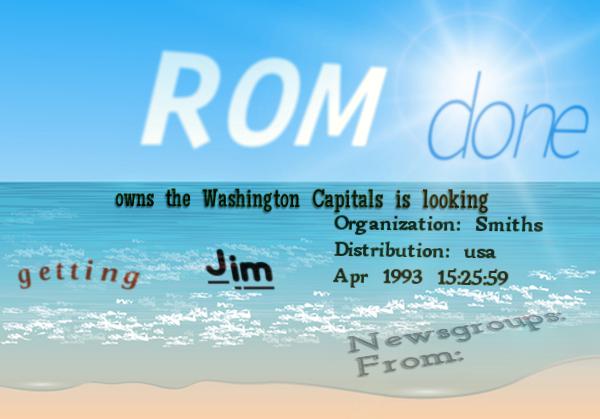 ROM
done
owns the Washington Capitals is looking
Organization: Smiths
Distribution: usa
Apr 1993 15:25:59
getting
Jim
Newsgroups:
From: